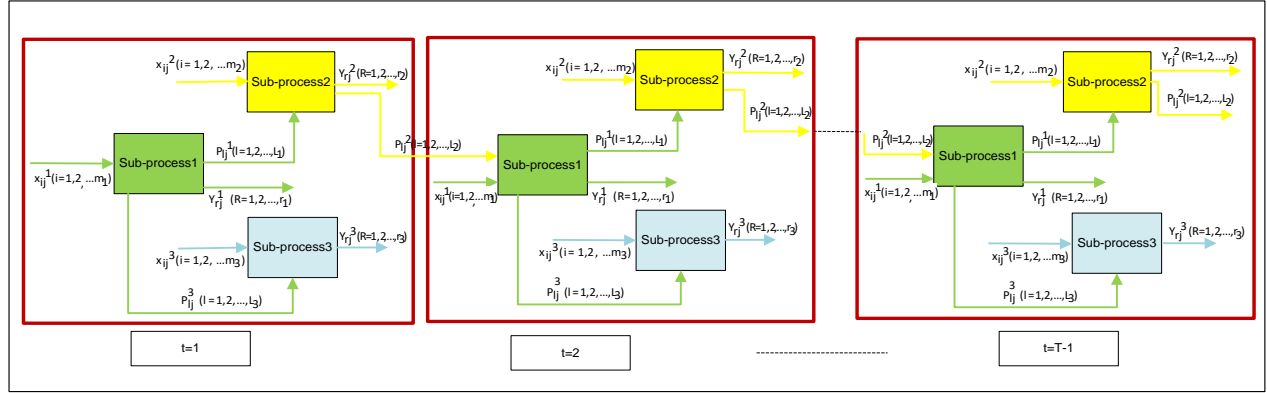 x_ij^2(i= 1,2, ...m_2)
Sub-process2
Y_rj^2(R=1,2,...,r_2)
P_lj^1(l=1,2,...,L_1)
P_lj^2(l=1,2,...,L_2)
Sub-process1
x_ij^1(i=1,2, ...m_1)
Y_rj^1 (R=1,2,...,r_1)
Sub-process3
Y_rj^3(R=1,2,...,r_3)
x_ij^3(i= 1,2, ...m_3)
P_lj^3 (l=1,2,...,L_3)
t=1
x_ij^2(i= 1,2, ...m_2)
Sub-process2
Y_rj^2(R=1,2,...,r_2)
P_lj^2(l=1,2,...,L_2)
P_lj^1(l=1,2,...,L_1)
Sub-process1
x_ij^1(i=1,2,...m_1)
Y_rj^1 (R=1,2,...,r_1)
Sub-process3
Y_rj^3(R=1,2,...,r_3)
x_ij^3(i= 1,2, ...m_3)
P_lj^3 (l=1,2,...,L_3)
t=2
x_ij^2(i= 1,2, ...m_2)
Sub-process2
Y_rj^2(R=1,2,...,r_2)
P_lj^2(l=1,2,...,L_2)
P_lj^2(l=1,2,...,L_2)
P_lj^1(l=1,2,...,L_1)
Sub-process1
x_ij^1(i=1,2,...m_1)
Y_rj^1 (R=1,2,...,r_1)
Sub-process3
Y_rj^3(R=1,2,...,r_3)
x_ij^3(i= 1,2, ...m_3)
P_lj^3 (l=1,2,...,L_3)
t=T-1